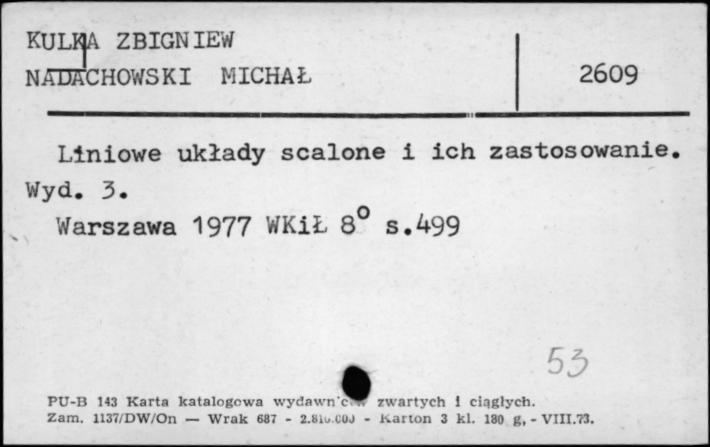 KULKA ZBIGNIEW
NADACHOWSKI MICHAŁ 2609
Liniowe układy scalone i ich zastosowanie.
Wyd. 3.
Warszawa 1977 WKiŁ 8° s.499
53
PU-B 143 Karta katalogowa zwartych i ciągłych.
Zam. 1137/DW/On — Wrak 687 - - Karton 3 kl. 180 g, - VIII.73.